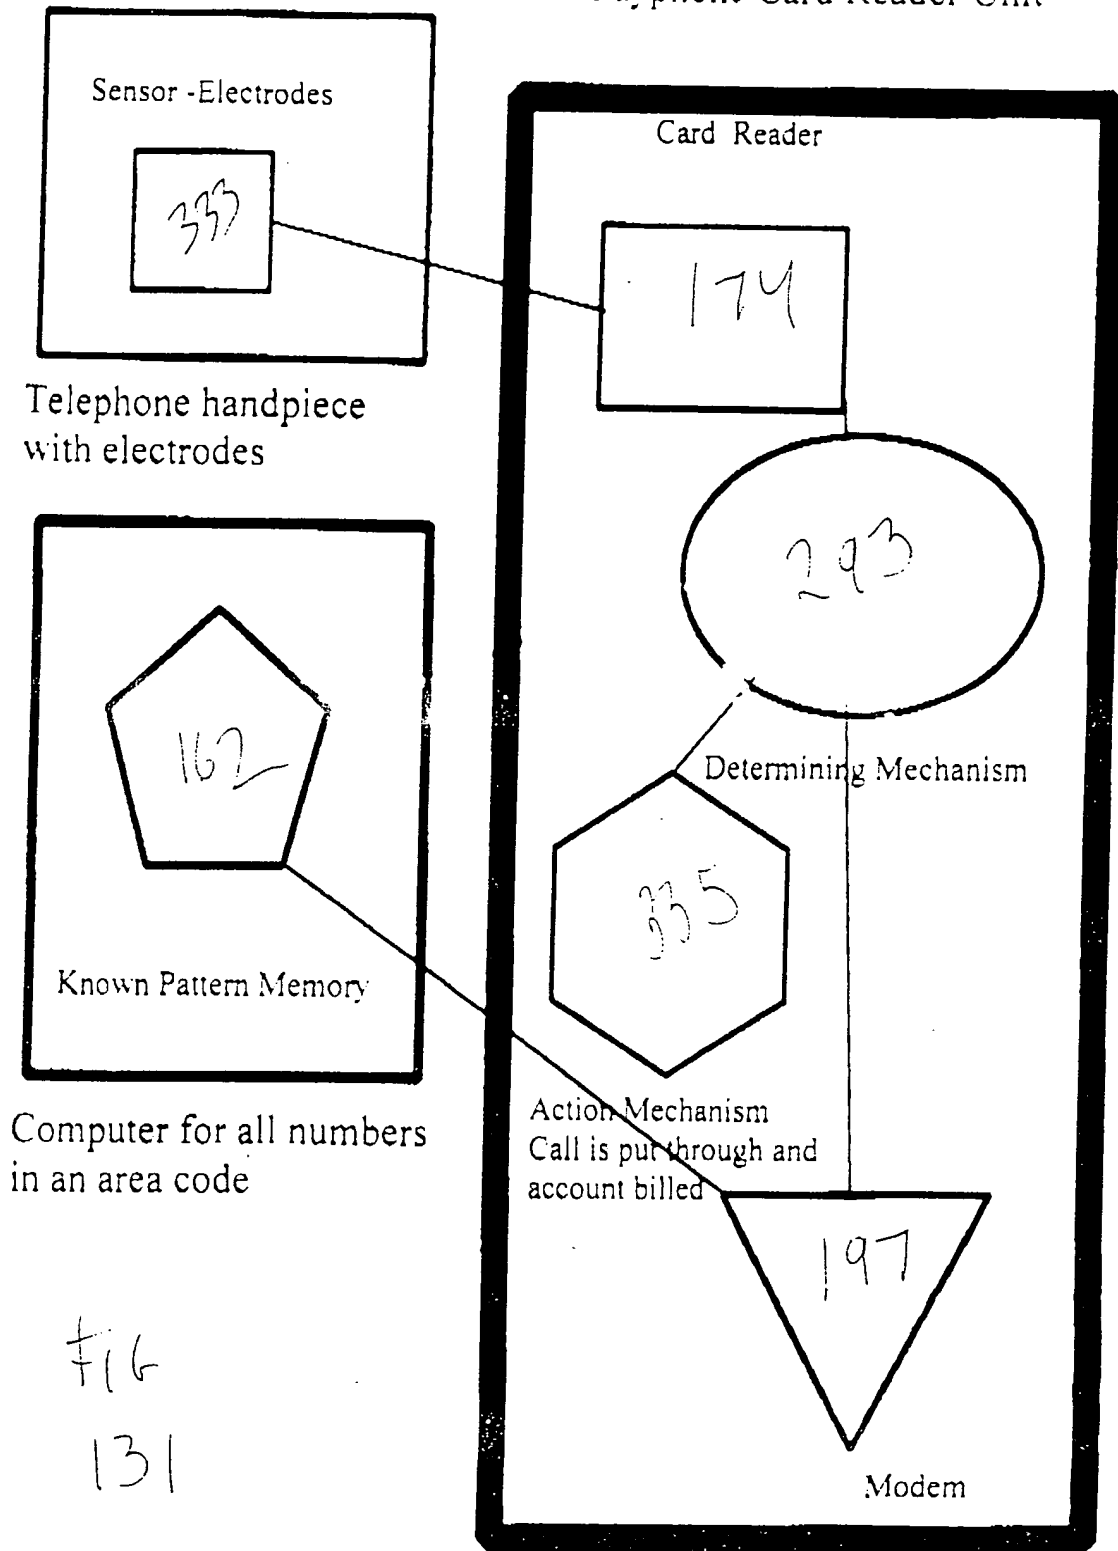 Card Reader Unit
Sensor -Electrodes
333
Telephone handpiece
with electrodes
Card Reader
174
293
Determining Mechanism
162
Known Pattern Memory
335
Computer for all numbers
in an area code
Action Mechanism
Call is put through and
account billed
197
Modem
FIG
131